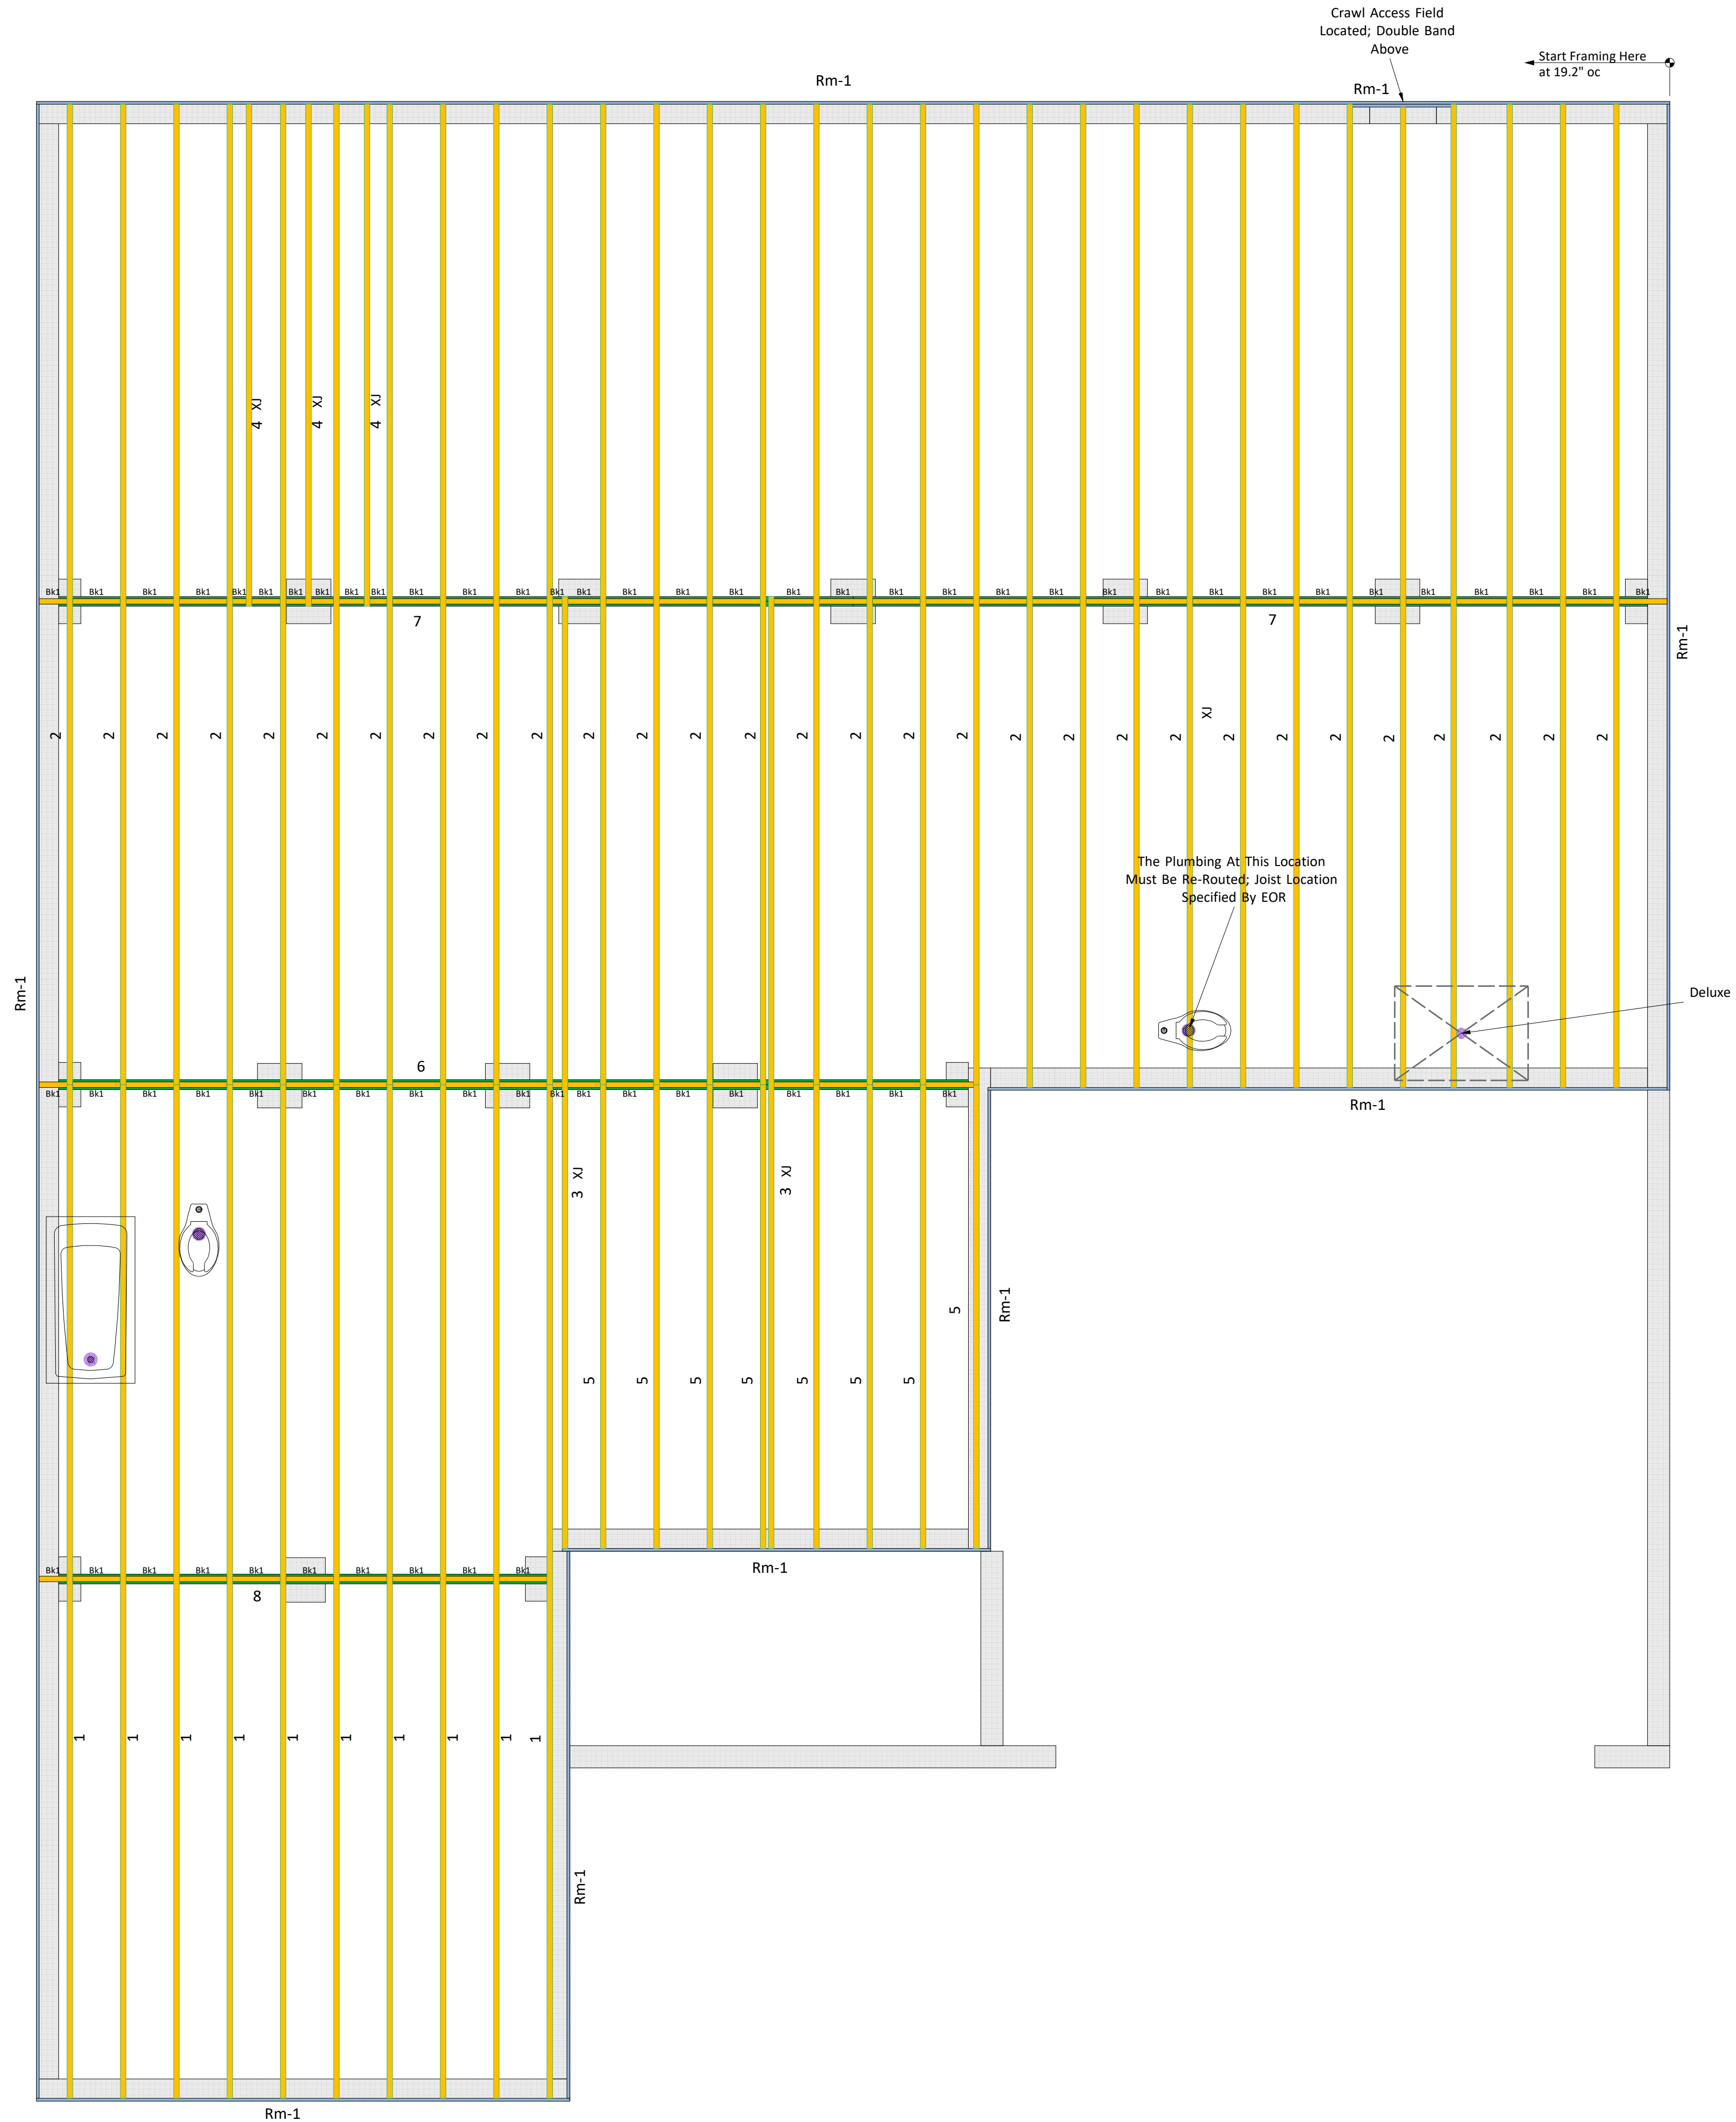 Crawl Access Field
Located; Double Band
Above
Start Framing Here
at 19.2" oc
Rm-1
Rm-1
4 XJ
4 XJ
4 XJ
Bk1 Bk1 Bk1 Bk1 Bk1 Bk1 Bk1 Bk1 Bk1 Bk1 Bk1 Bk1 Bk1 Bk1 Bk1 Bk1 Bk1 Bk1 Bk1 Bk1 Bk1 Bk1 Bk1 Bk1 Bk1 Bk1 Bk1 Bk1 Bk1 Bk1 Bk1 Bk1 Bk1 Bk1 Bk1
7 7
Rm-1
XJ
2 2 2 2 2 2 2 2 2 2 2 2 2 2 2 2 2 2 2 2 2 2 2 2 2 2 2 2 2 2
The Plumbing At This Location
Must Be Re-Routed; Joist Location
Specified By EOR
Rm-1
Deluxe
6
Bk1 Bk1 Bk1 Bk1 Bk1 Bk1 Bk1 Bk1 Bk1 Bk1 Bk1 Bk1 Bk1 Bk1 Bk1 Bk1 Bk1 Bk1 Bk1
Rm-1
3 XJ
3 XJ
5
Rm-1
5 5 5 5 5 5 5
Bk1 Bk1 Bk1 Bk1 Bk1 Bk1 Bk1 Bk1 Bk1 Bk1
Rm-1
8
1 1 1 1 1 1 1 1 1 1
Rm-1
Rm-1